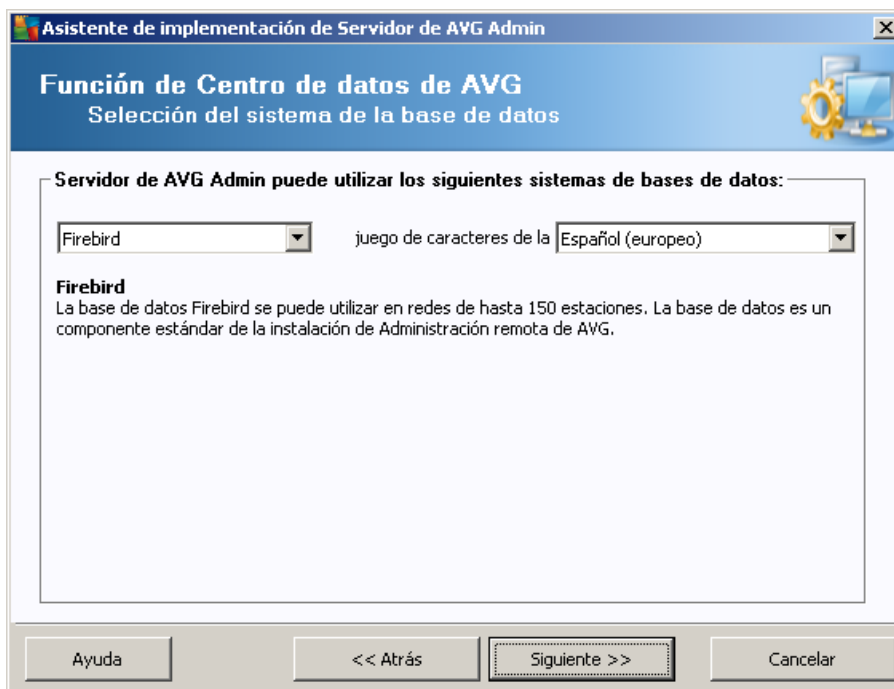 Asistente de implementación de Servidor de AVG Admin
Función de Centro de datos de AVG
Selección del sistema de la base de datos
Servidor de AVG Admin puede utilizar los siguientes sistemas de bases de datos:
Firebird juego de caracteres de la Español (europeo)
Firebird
La base de datos Firebird se puede utilizar en redes de hasta 150 estaciones. La base de datos es un
componente estándar de la instalación de Administración remota de AVG.
Ayuda << Atrás Siguiente >> Cancelar